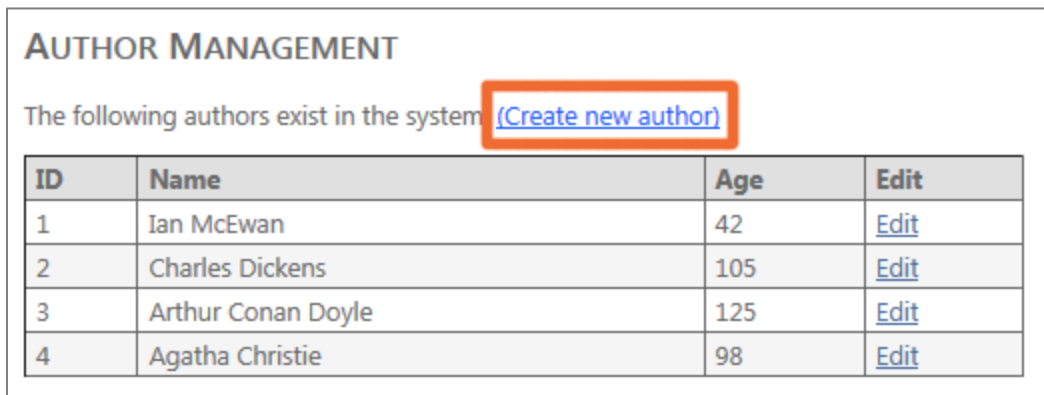 AUTHOR MANAGEMENT
The following authors exist in the system (Create new author)
ID Name Age Edit
1 Ian McEwan 42 Edit
2 Charles Dickens 105 Edit
3 Arthur Conan Doyle 125 Edit
4 Agatha Christie 98 Edit